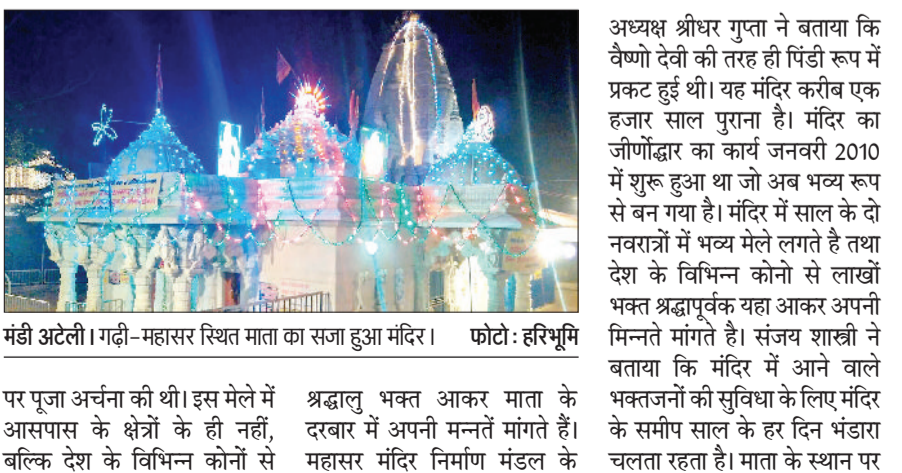 मंडी अटेली। गढ़ी-महासर स्थित माता का सजा हुआ मंदिर। फोटो : हरिभूमि
पर पूजा अर्चना की थी। इस मेले में
आसपास के क्षेत्रों के ही नहीं,
बल्कि देश के विभिन्न कोनों से
श्रद्धालु भक्त आकर माता के
दरबार में अपनी मन्नतें मांगते हैं।
महासर मंदिर निर्माण मंडल के
अध्यक्ष श्रीधर गुप्ता ने बताया कि
वैष्णो देवी की तरह ही पिंडी रूप में
प्रकट हुई थी। यह मंदिर करीब एक
हजार साल पुराना है। मंदिर का
जीर्णोद्धार का कार्य जनवरी 2010
में शुरू हुआ था जो अब भव्य रूप
से बन गया है। मंदिर में साल के दो
नवरात्रों में भव्य मेले लगते है तथा
देश के विभिन्न कोनो से लाखों
भक्त श्रद्धापूर्वक यहा आकर अपनी
मिन्नते मांगते है। संजय शास्त्री ने
बताया कि मंदिर में आने वाले
भक्तजनों की सुविधा के लिए मंदिर
के समीप साल के हर दिन भंडारा
चलता रहता है। माता के स्थान पर